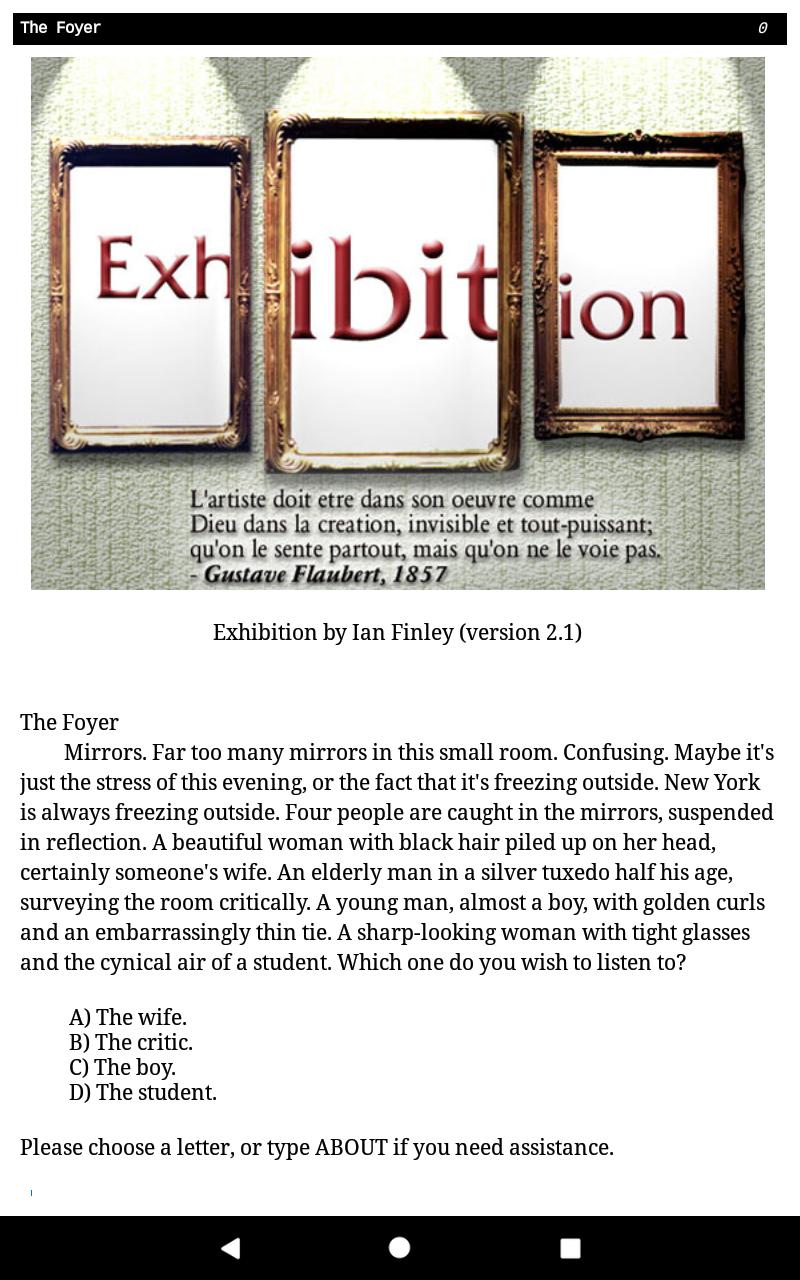 The Foyer 0
Exhibition
L'artiste doit etre dans son oeuvre comme
Dieu dans la creation, invisible et tout-puissant;
qu'on le sente partout, mais qu'on ne le voie pas.
- Gustave Flaubert, 1857
Exhibition by Ian Finley (version 2.1)
The Foyer
Mirrors. Far too many mirrors in this small room. Confusing. Maybe it's
just the stress of this evening, or the fact that it's freezing outside. New York
is always freezing outside. Four people are caught in the mirrors, suspended
in reflection. A beautiful woman with black hair piled up on her head,
certainly someone's wife. An elderly man in a silver tuxedo half his age,
surveying the room critically. A young man, almost a boy, with golden curls
and an embarrassingly thin tie. A sharp-looking woman with tight glasses
and the cynical air of a student. Which one do you wish to listen to?
A) The wife.
B) The critic.
C) The boy.
D) The student.
Please choose a letter, or type ABOUT if you need assistance.